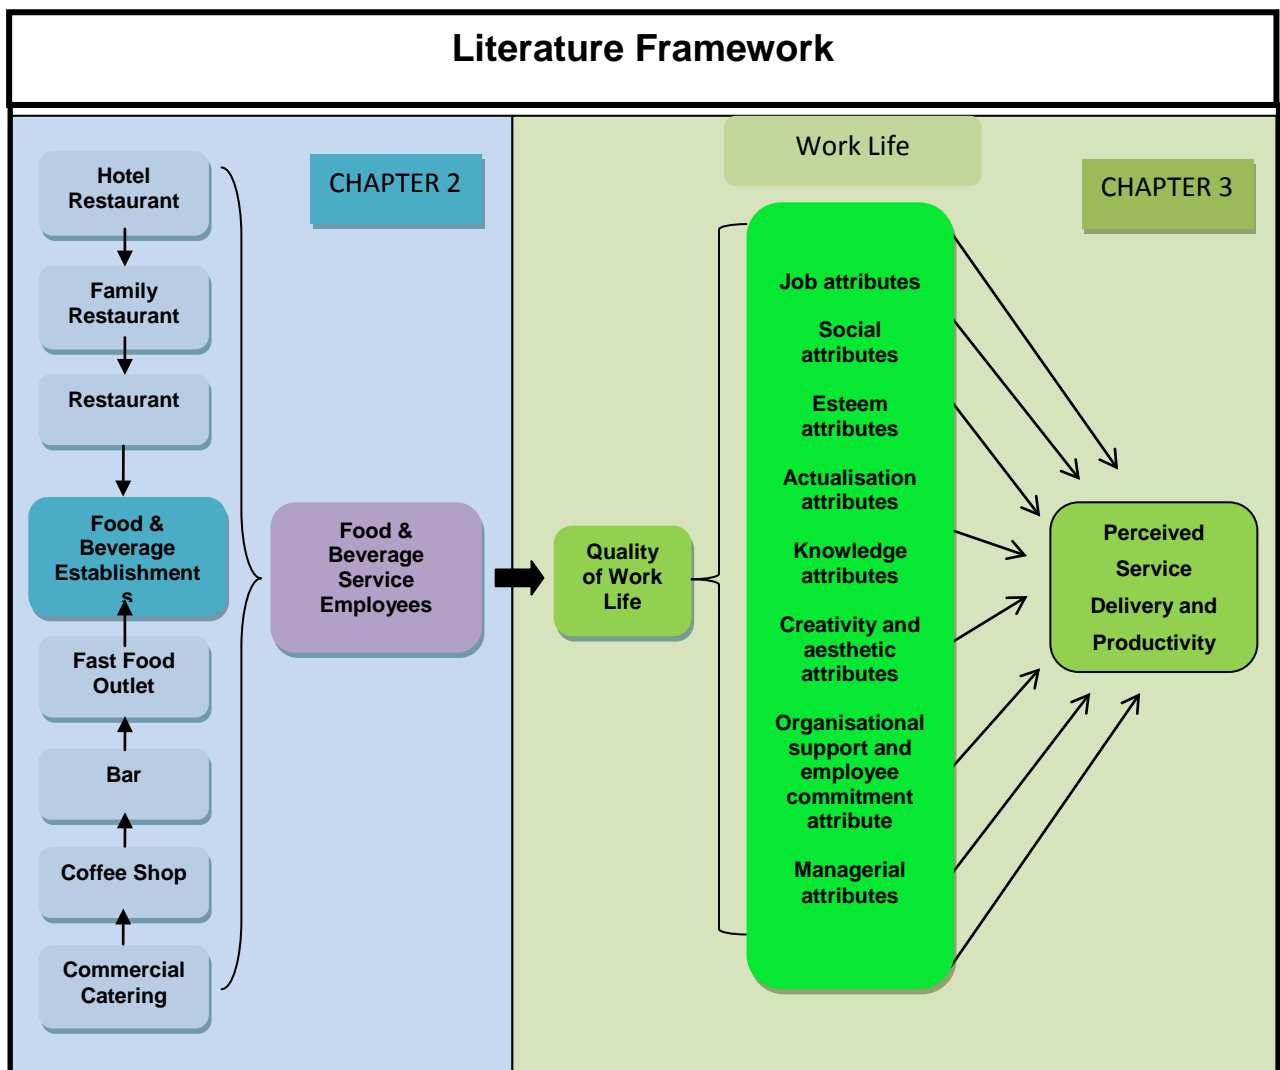 Literature Framework
CHAPTER 2
Hotel
Restaurant
Family
Restaurant
Restaurant
Food &
Beverage
Establishment
s
Fast Food
Outlet
Bar
Coffee Shop
Commercial
Catering
Food &
Beverage
Service
Employees
Work Life
CHAPTER 3
Quality
of Work
Life
Job attributes
Social
attributes
Esteem
attributes
Actualisation
attributes
Knowledge
attributes
Creativity and
aesthetic
attributes
Organisational
support and
employee
commitment
attribute
Managerial
attributes
Perceived
Service
Delivery and
Productivity